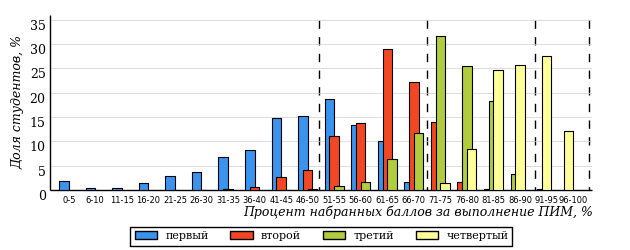 Доля студентов, %
35
30
25
20
15
10
5
0
0-5 6-10 11-15 16-20 21-25 26-30 31-35 36-40 41-45 46-50 51-55 56-60 61-65 66-70 71-75 76-80 81-85 86-90 91-95 96-100
Процент набранных баллов за выполнение ПИМ, %
первый второй третий четвертый